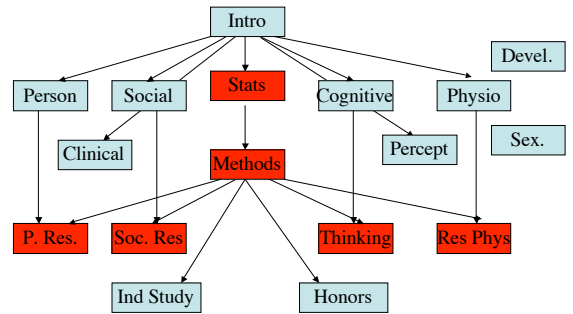 Intro
Devel.
Stats
Person
Social
Cognitive
Physio
Sex.
Clinical
Percept
Methods
P. Res.
Soc. Res
Thinking
Res Phys
Ind Study
Honors